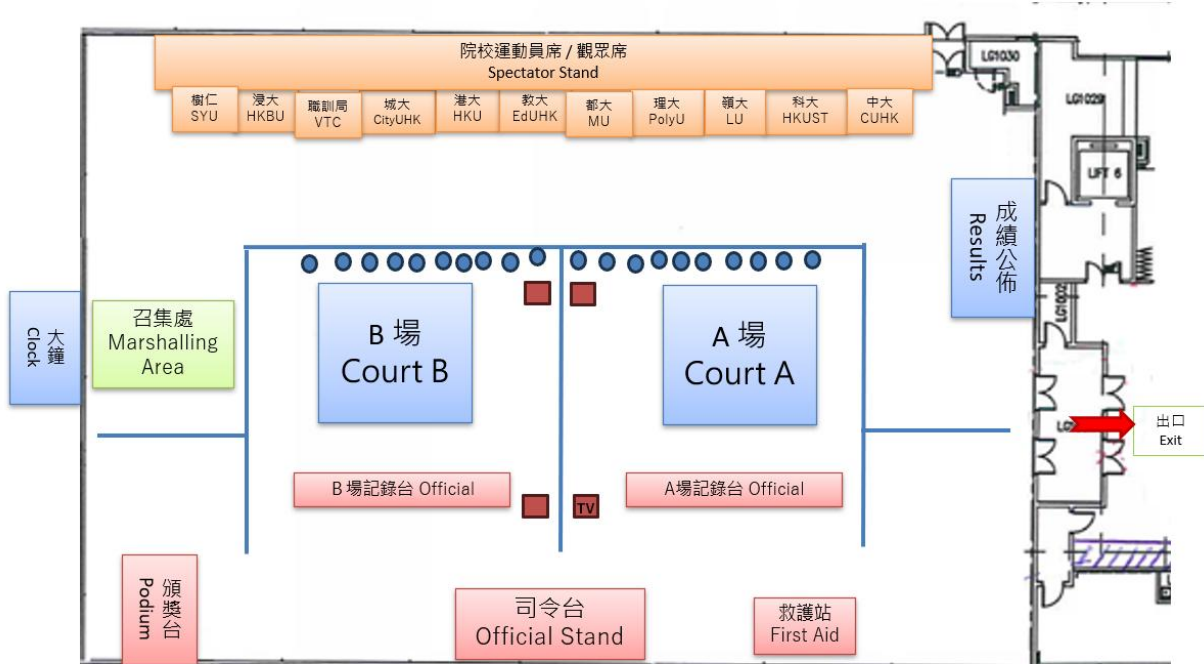 院校運動員席 / 觀眾席
Spectator Stand
樹仁
SYU
浸大
HKBU
職訓局
VTC
城大
CityUHK
港大
HKU
教大
EdUHK
都大
MU
理大
PolyU
嶺大
LU
科大
HKUST
中大
CUHK
LG1030
LG1029
LIFT 6
成績公佈
Results
LG1002
大鐘
Clock
召集處
Marshalling
Area
B 場
Court B
A 場
Court A
出口
Exit
B 場記錄台 Official
A場記錄台 Official
TV
頒獎台
Podium
司令台
Official Stand
救護站
First Aid